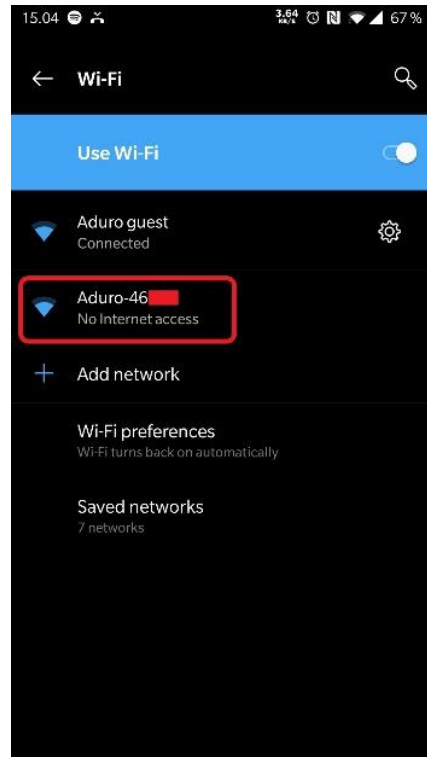 15.04 3.64 KB/S 67%
Wi-Fi
Use Wi-Fi
Aduro guest
Connected
Aduro-46
No Internet access
Add network
Wi-Fi preferences
Wi-Fi turns back on automatically
Saved networks
7 networks